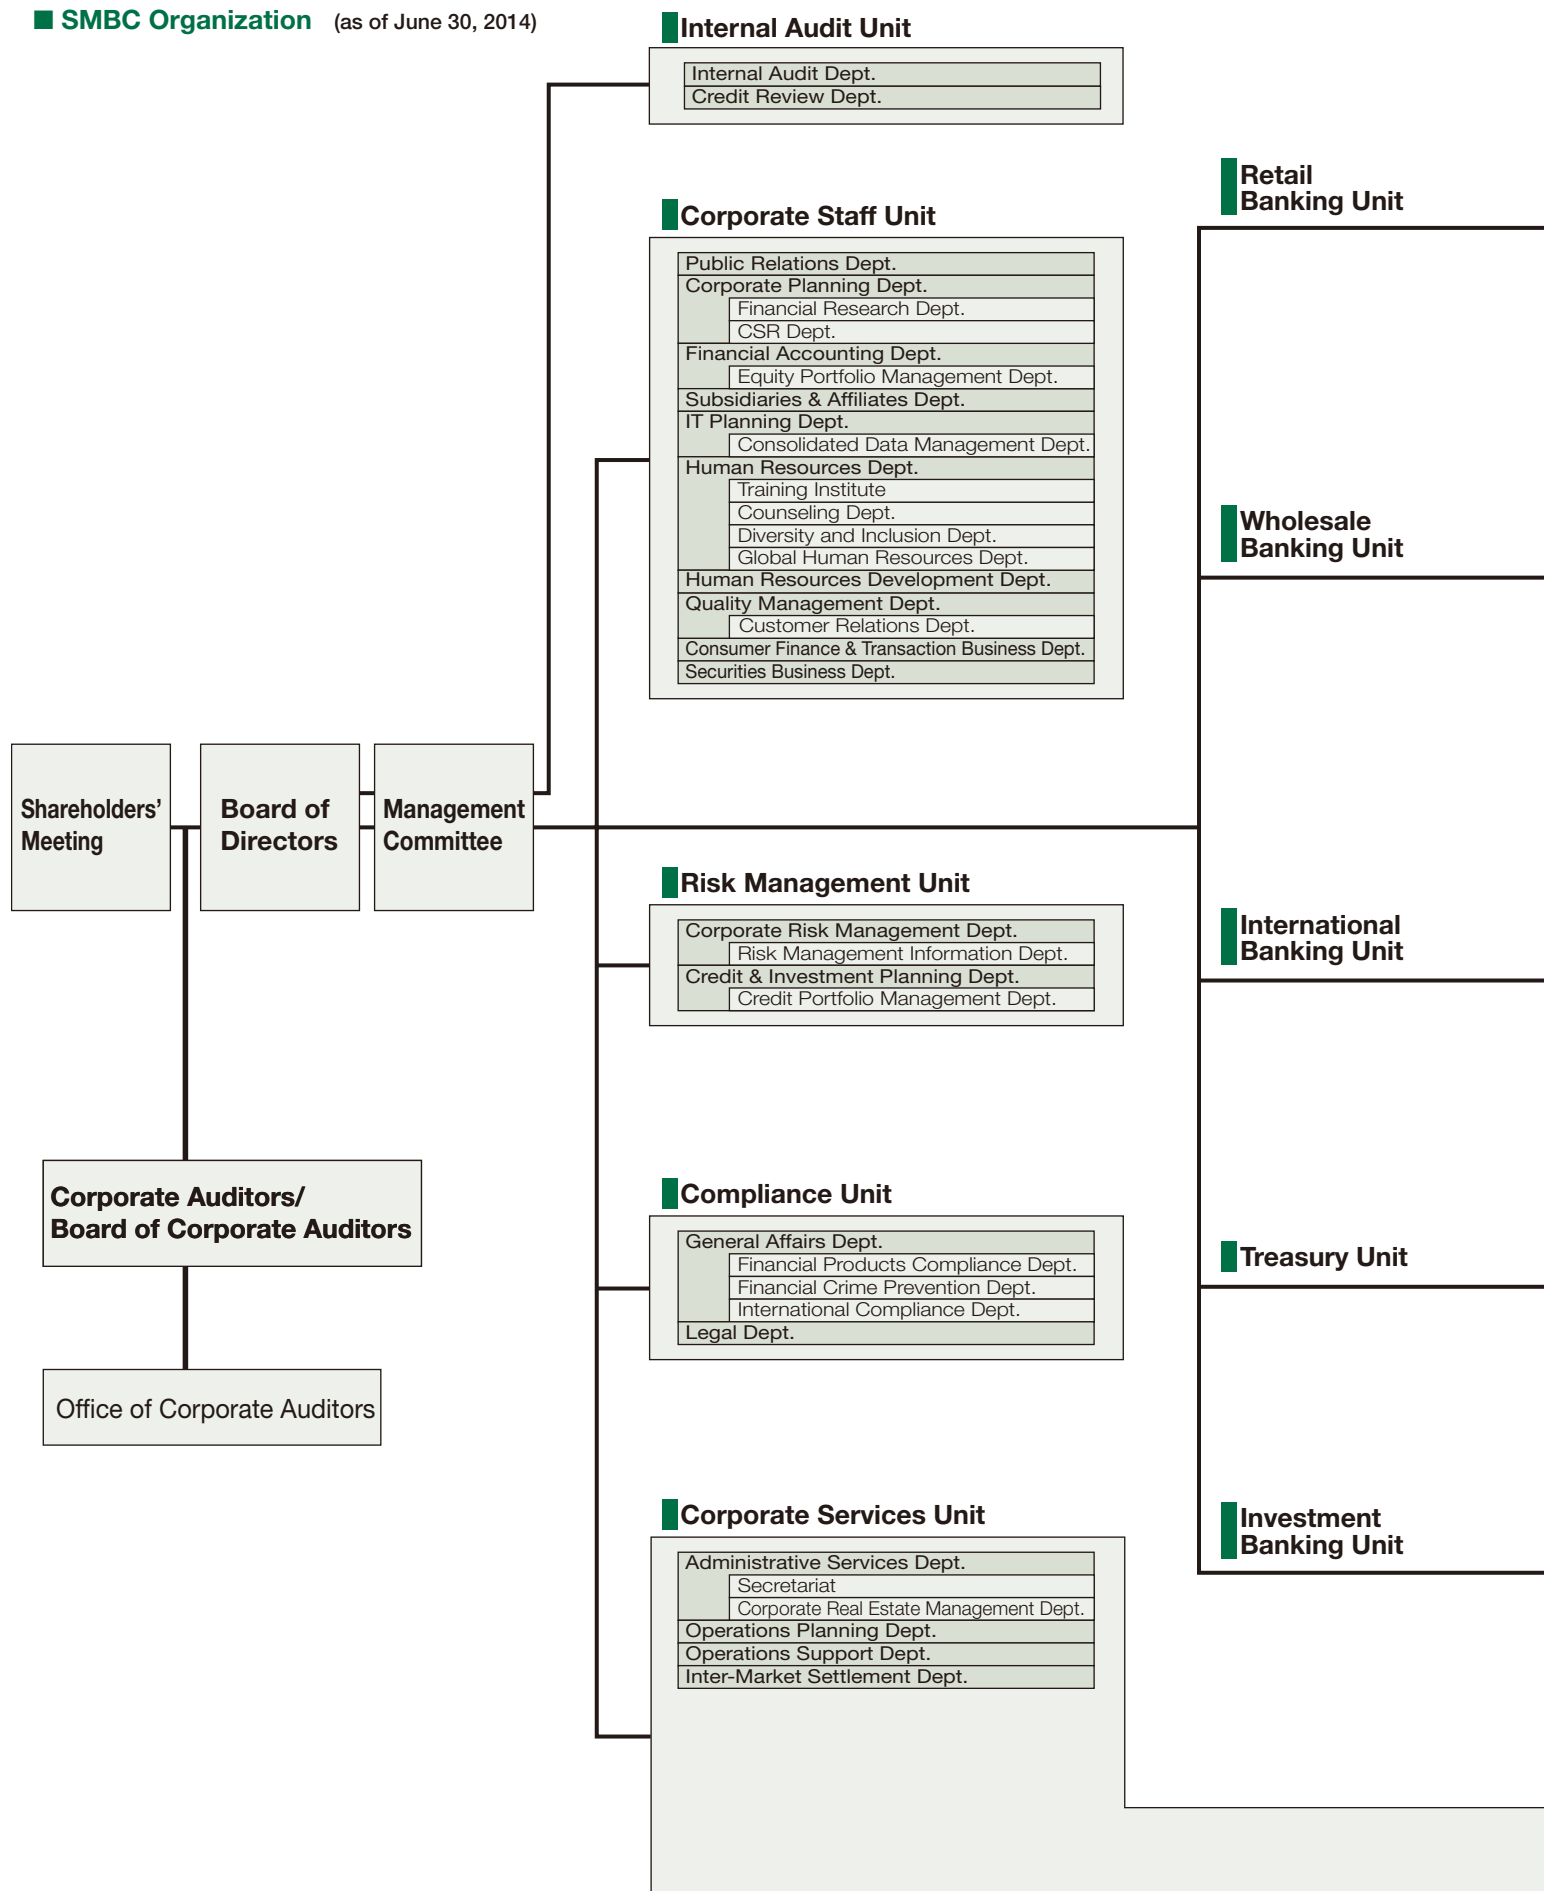 SMBC Organization (as of June 30, 2014)
Internal Audit Unit
Internal Audit Dept.
Credit Review Dept.
Corporate Staff Unit
Public Relations Dept.
Corporate Planning Dept.
Financial Research Dept.
CSR Dept.
Financial Accounting Dept.
Equity Portfolio Management Dept.
Subsidiaries & Affiliates Dept.
IT Planning Dept.
Consolidated Data Management Dept.
Human Resources Dept.
Training Institute
Counseling Dept.
Diversity and Inclusion Dept.
Global Human Resources Dept.
Human Resources Development Dept.
Quality Management Dept.
Customer Relations Dept.
Consumer Finance & Transaction Business Dept.
Securities Business Dept.
Shareholders'
Meeting
Board of
Directors
Management
Committee
Risk Management Unit
Corporate Risk Management Dept.
Risk Management Information Dept.
Credit & Investment Planning Dept.
Credit Portfolio Management Dept.
Corporate Auditors/
Board of Corporate Auditors
Office of Corporate Auditors
Compliance Unit
General Affairs Dept.
Financial Products Compliance Dept.
Financial Crime Prevention Dept.
International Compliance Dept.
Legal Dept.
Corporate Services Unit
Administrative Services Dept.
Secretariat
Corporate Real Estate Management Dept.
Operations Planning Dept.
Operations Support Dept.
Inter-Market Settlement Dept.
Retail
Banking Unit
Wholesale
Banking Unit
International
Banking Unit
Treasury Unit
Investment
Banking Unit